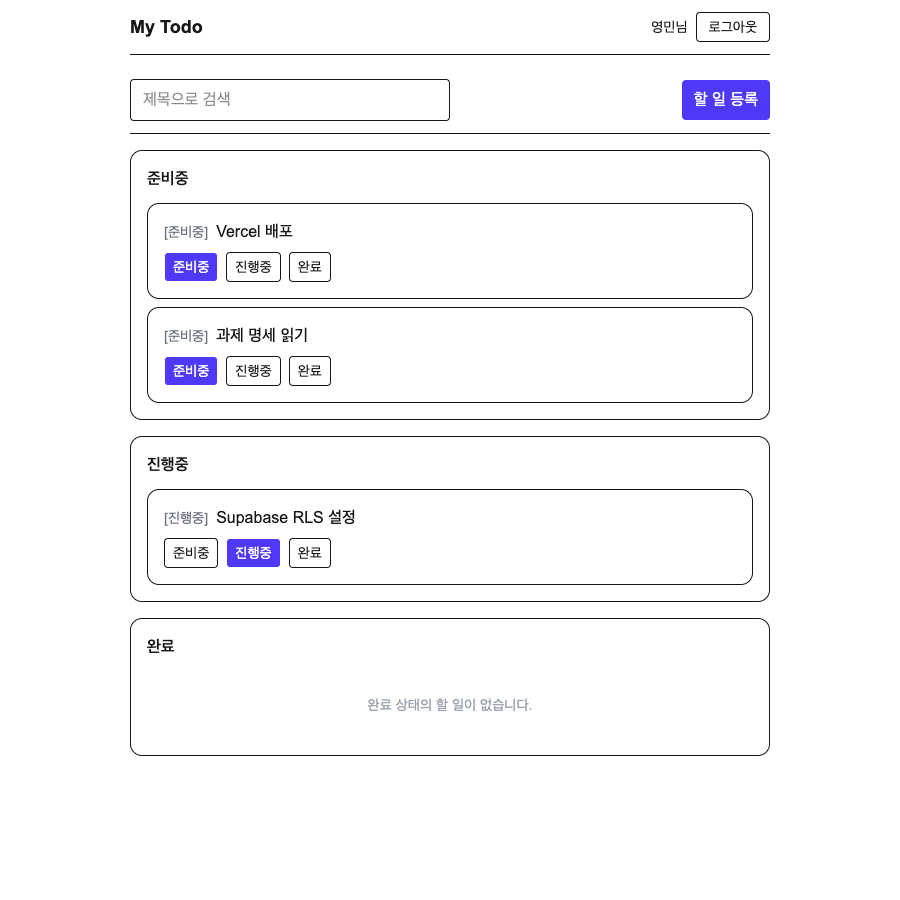 My Todo 영민님 로그아웃
제목으로 검색 할 일 등록
준비중
[준비중] Vercel 배포
준비중 진행중 완료
[준비중] 과제 명세 읽기
준비중 진행중 완료
진행중
[진행중] Supabase RLS 설정
준비중 진행중 완료
완료
완료 상태의 할 일이 없습니다.